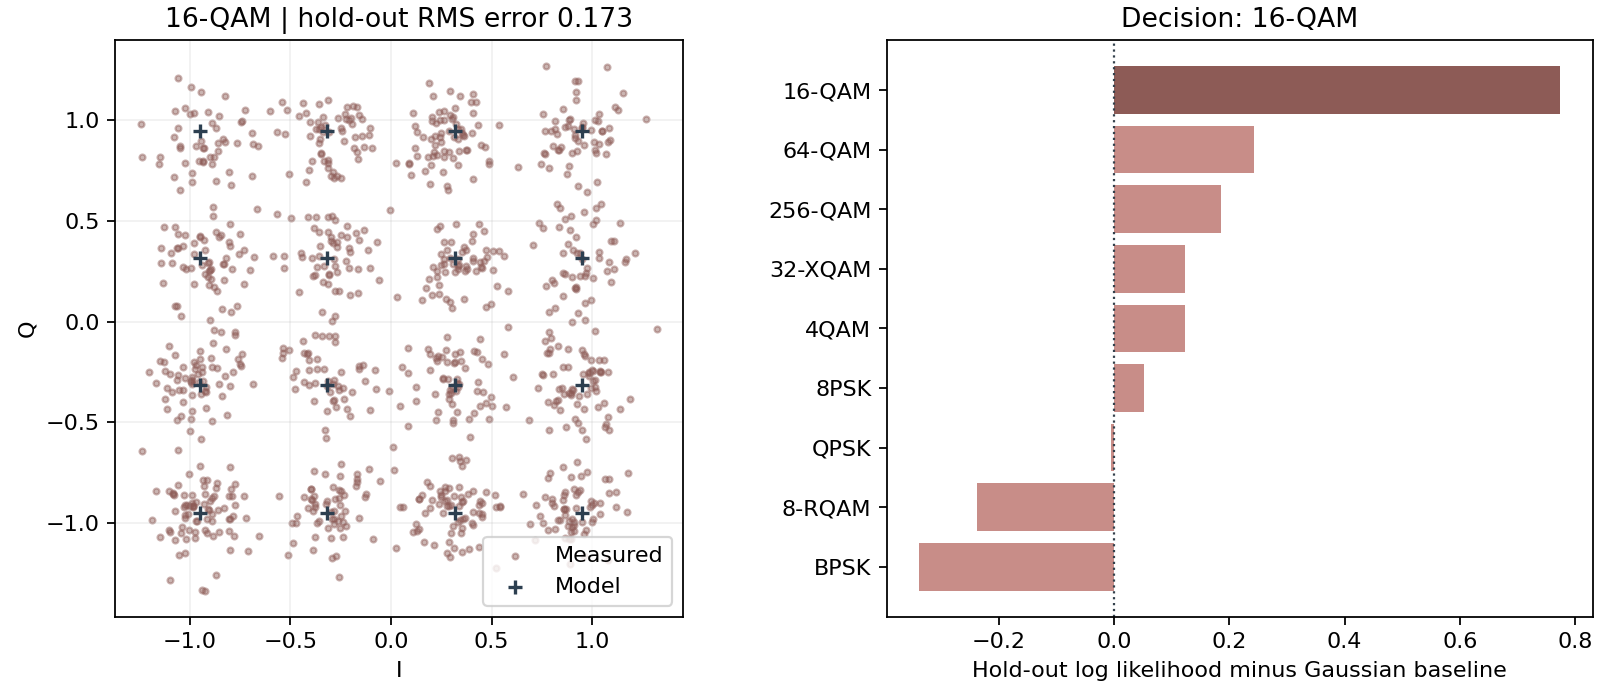 16-QAM | hold-out RMS error 0.173
1.0
0.5
0.0
−0.5
−1.0
Q
−1.0
−0.5
0.0
0.5
1.0
I
Measured
Model
Decision: 16-QAM
16-QAM
64-QAM
256-QAM
32-XQAM
4QAM
8PSK
QPSK
8-RQAM
BPSK
−0.2
0.0
0.2
0.4
0.6
0.8
Hold-out log likelihood minus Gaussian baseline